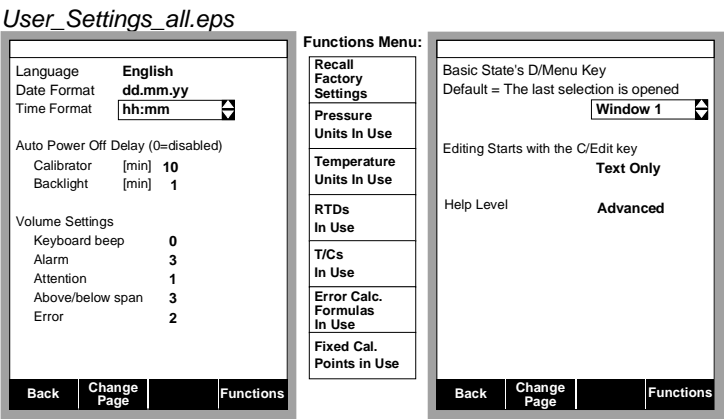 User_Settings_all.eps
Language English
Date Format dd.mm.yy
Time Format hh:mm
Auto Power Off Delay (0=disabled)
Calibrator [min] 10
Backlight [min] 1
Volume Settings
Keyboard beep 0
Alarm 3
Attention 1
Above/below span 3
Error 2
Back Change Page Functions
Functions Menu:
Recall
Factory
Settings
Pressure
Units In Use
Temperature
Units In Use
RTDs
In Use
T/Cs
In Use
Error Calc.
Formulas
In Use
Fixed Cal.
Points in Use
Basic State's D/Menu Key
Default = The last selection is opened
Window 1
Editing Starts with the C/Edit key
Text Only
Help Level Advanced
Back Change Page Functions